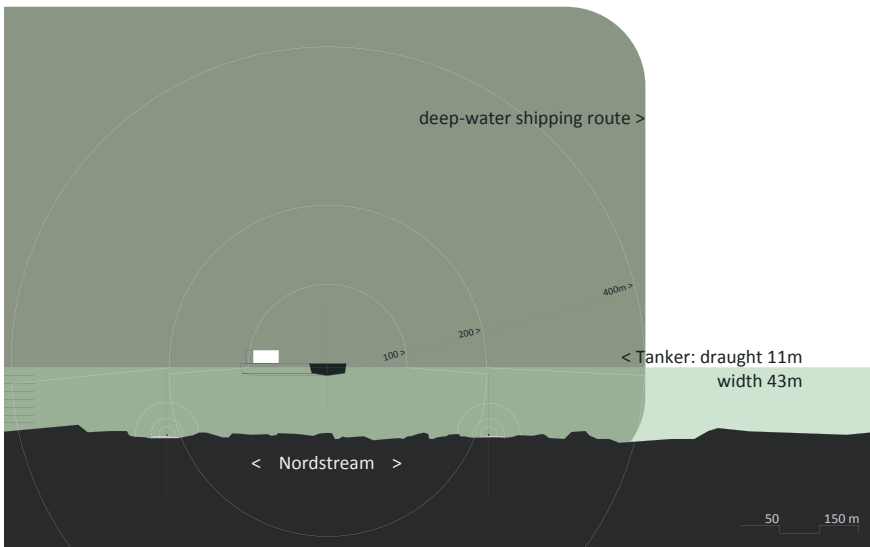 deep-water shipping route >
400m >
200 >
100 >
< Tanker: draught 11m
width 43m
< Nordstream >
50 150 m